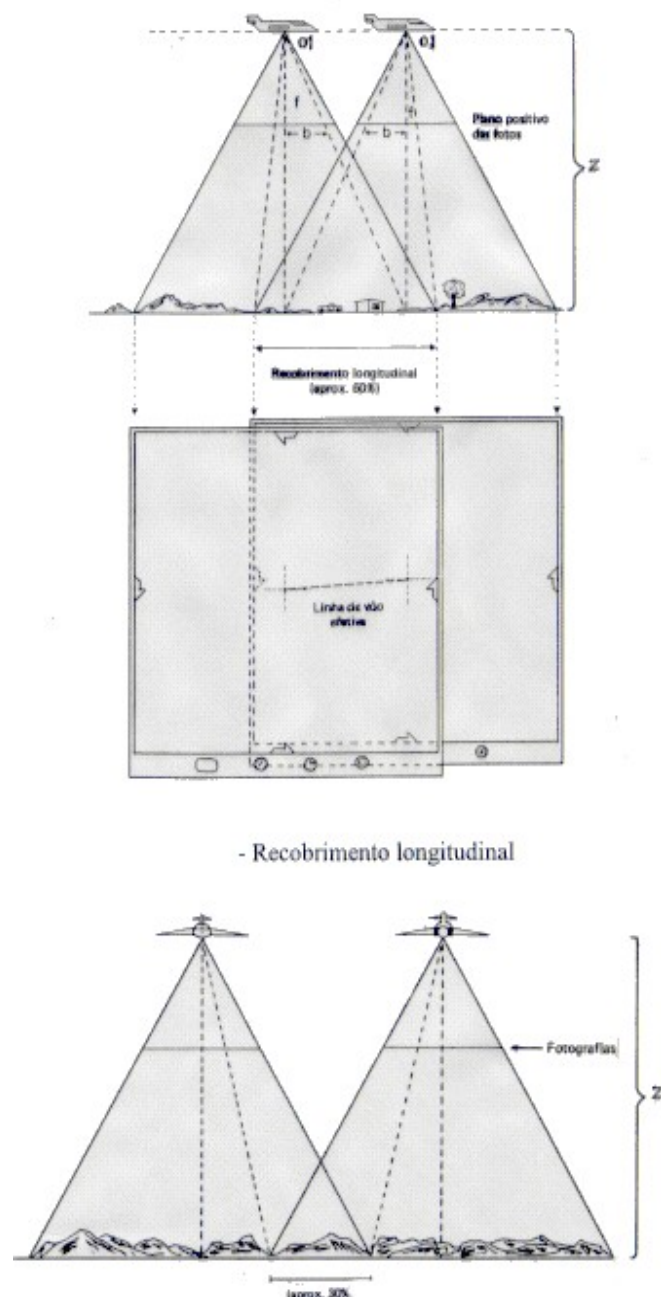 O₁
O₂
f
b
b
Plano positivo
das fotos
Recobrimento longitudinal
(aprox. 60%)
Linha de vôo
efetiva
- Recobrimento longitudinal
Fotografias
(aprox. 30%